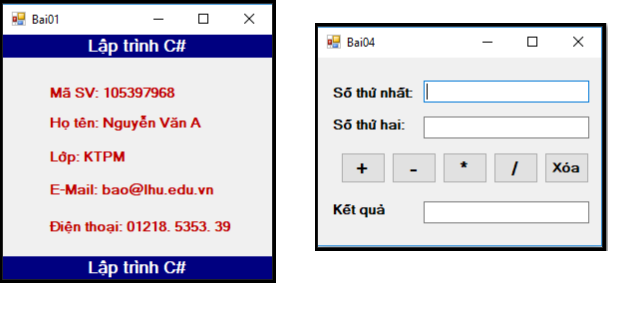 Bai01
Lập trình C#
Mã SV: 105397968
Họ tên: Nguyễn Văn A
Lớp: KTPM
E-Mail: bao@lhu.edu.vn
Điện thoại: 01218. 5353. 39
Lập trình C#
Bai04
Số thứ nhất:
Số thứ hai:
+ - * / Xóa
Kết quả